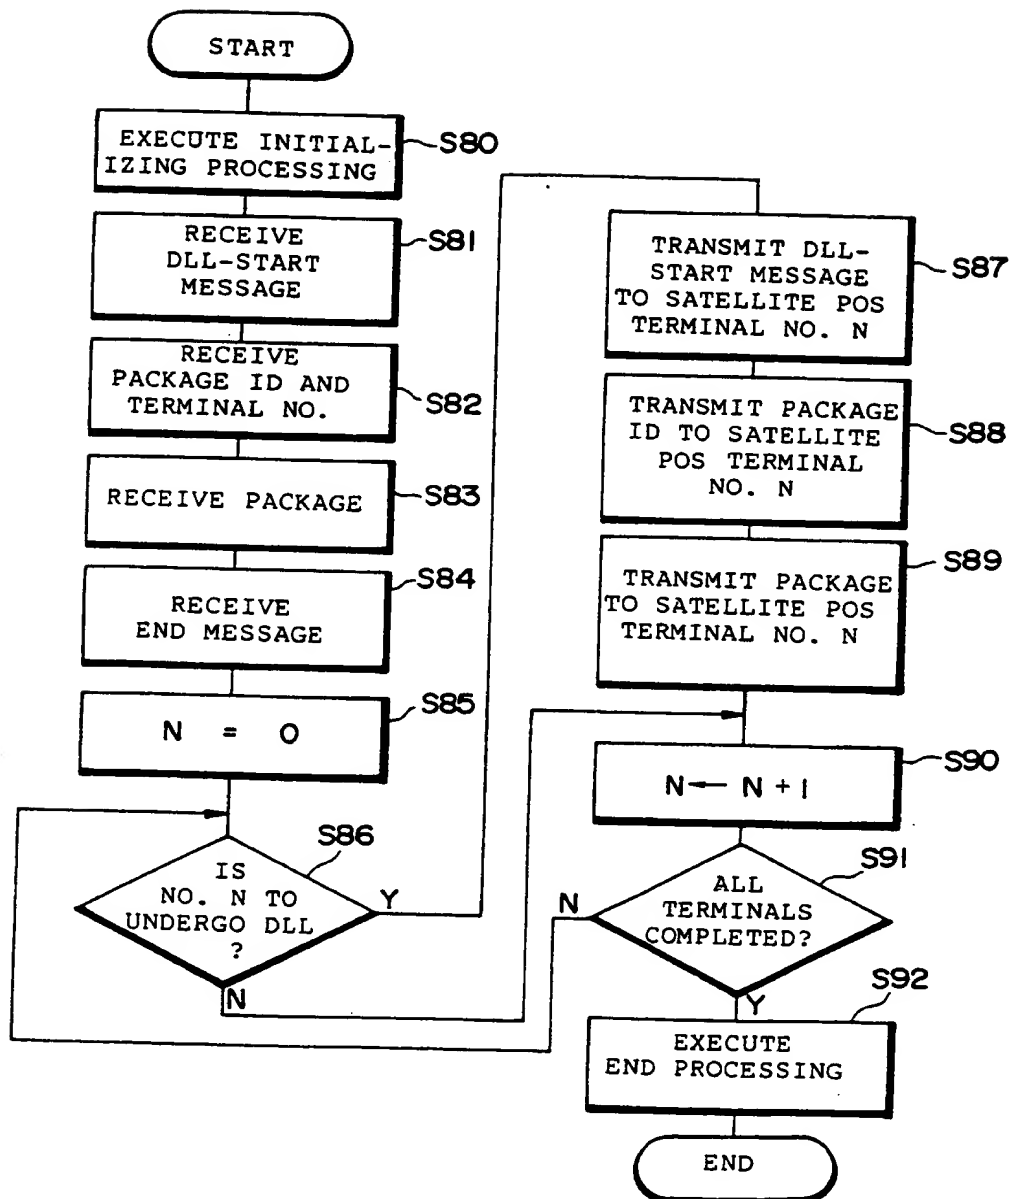 START
EXECUTE INITIAL-
IZING PROCESSING
S80
RECEIVE
DLL-START
MESSAGE
S81
RECEIVE
PACKAGE ID AND
TERMINAL NO.
S82
RECEIVE PACKAGE
S83
RECEIVE
END MESSAGE
S84
N = 0
S85
IS
NO. N TO
UNDERGO DLL
?
S86
Y
N
TRANSMIT DLL-
START MESSAGE
TO SATELLITE POS
TERMINAL NO. N
S87
TRANSMIT PACKAGE
ID TO SATELLITE
POS TERMINAL
NO. N
S88
TRANSMIT PACKAGE
TO SATELLITE POS
TERMINAL NO. N
S89
N ← N + 1
S90
ALL
TERMINALS
COMPLETED?
S91
N
Y
EXECUTE
END PROCESSING
S92
END